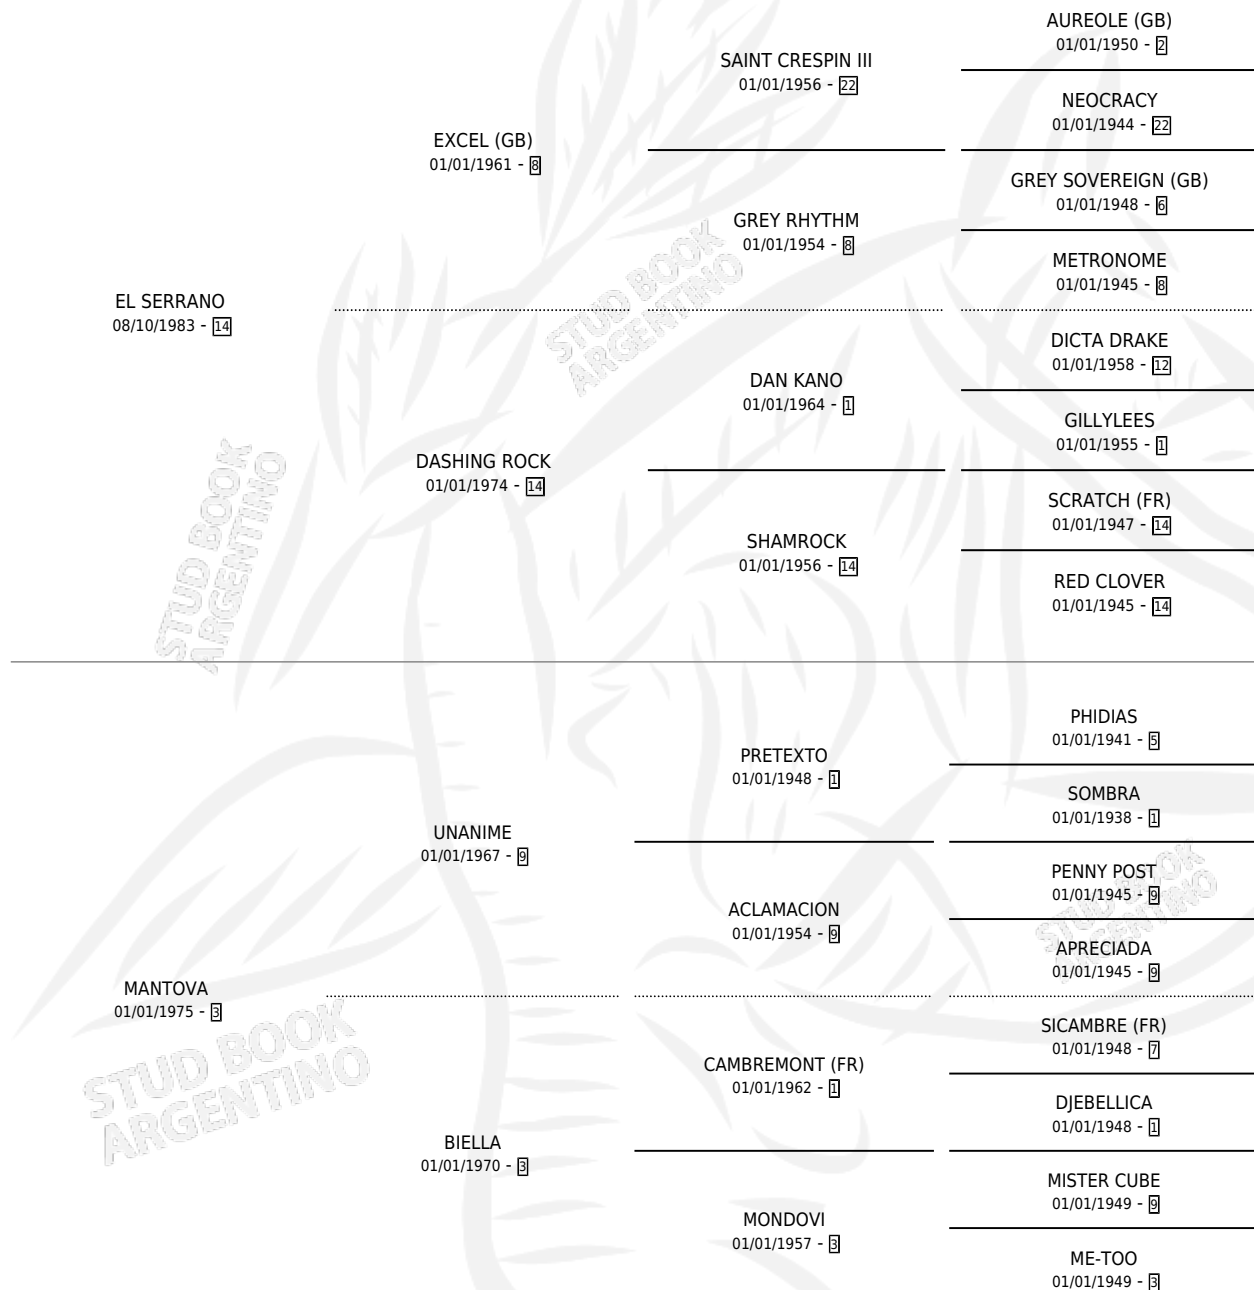 AUREOLE (GB)
01/01/1950 - 2
SAINT CRESPIN III
01/01/1956 - 22
NEOCRACY
01/01/1944 - 22
EXCEL (GB)
01/01/1961 - 8
GREY SOVEREIGN (GB)
01/01/1948 - 6
GREY RHYTHM
01/01/1954 - 8
METRONOME
01/01/1945 - 8
EL SERRANO
08/10/1983 - 14
DICTA DRAKE
01/01/1958 - 12
DAN KANO
01/01/1964 - 1
GILLYLEES
01/01/1955 - 1
DASHING ROCK
01/01/1974 - 14
SCRATCH (FR)
01/01/1947 - 14
SHAMROCK
01/01/1956 - 14
RED CLOVER
01/01/1945 - 14
PHIDIAS
01/01/1941 - 5
PRETEXTO
01/01/1948 - 1
SOMBRA
01/01/1938 - 1
UNANIME
01/01/1967 - 9
PENNY POST
01/01/1945 - 9
ACLAMACION
01/01/1954 - 9
APRECIADA
01/01/1945 - 9
MANTOVA
01/01/1975 - 3
SICAMBRE (FR)
01/01/1948 - 7
CAMBREMONT (FR)
01/01/1962 - 1
DJEBELLICA
01/01/1948 - 1
BIELLA
01/01/1970 - 3
MISTER CUBE
01/01/1949 - 9
MONDOVI
01/01/1957 - 3
ME-TOO
01/01/1949 - 3
STUD BOOK
ARGENTINO
STUD BOOK
ARGENTINO
STUD BOOK
ARGENTINO
STUD BOOK
ARGENTINO